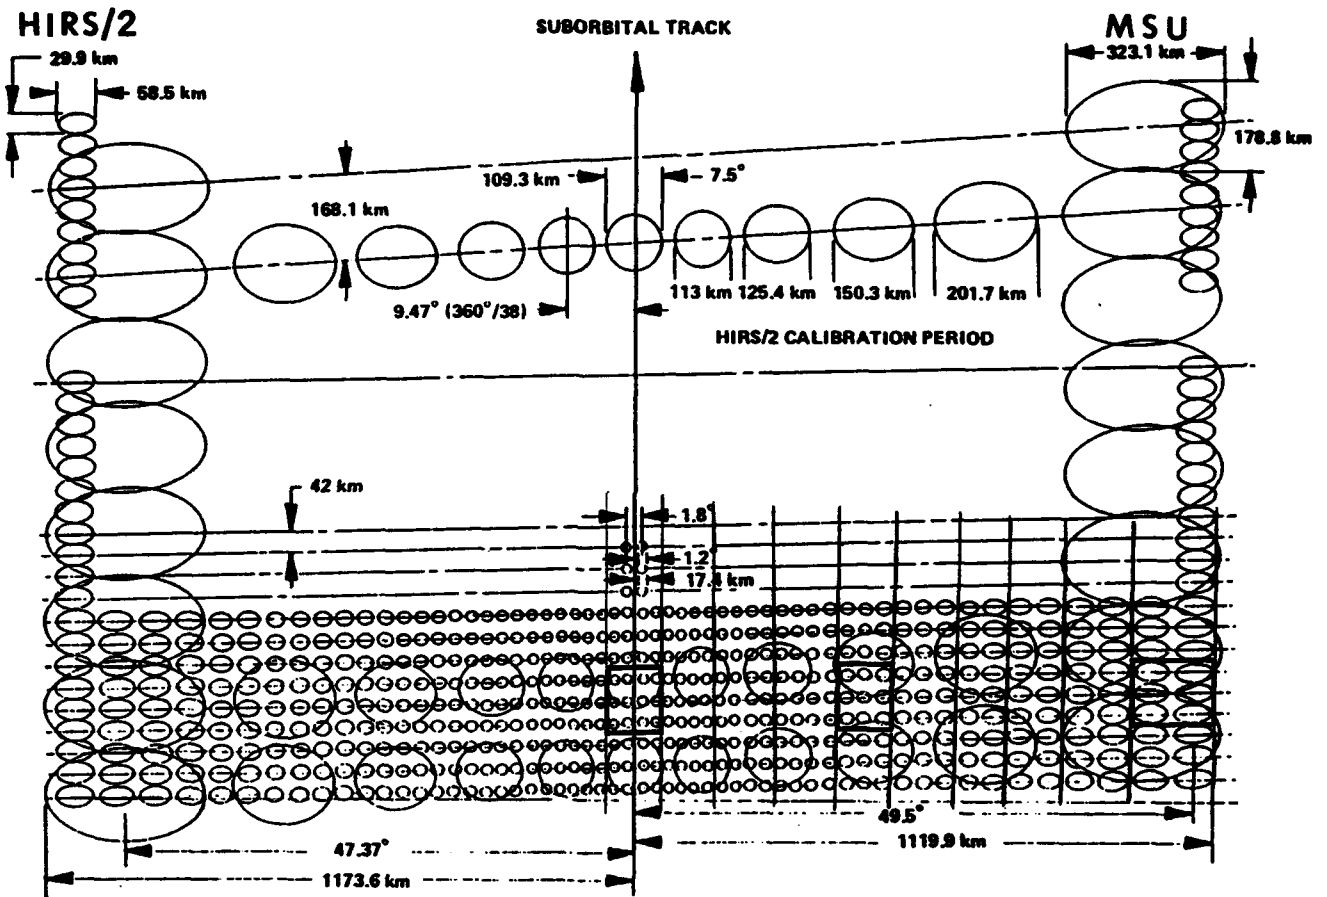 HIRS/2
SUBORBITAL TRACK
MSU
29.9 km
58.5 km
323.1 km
178.8 km
109.3 km
7.5°
168.1 km
113 km
125.4 km
150.3 km
201.7 km
9.47° (360°/38)
HIRS/2 CALIBRATION PERIOD
42 km
1.8°
1.2°
17.4 km
49.5°
47.37°
1119.9 km
1173.6 km